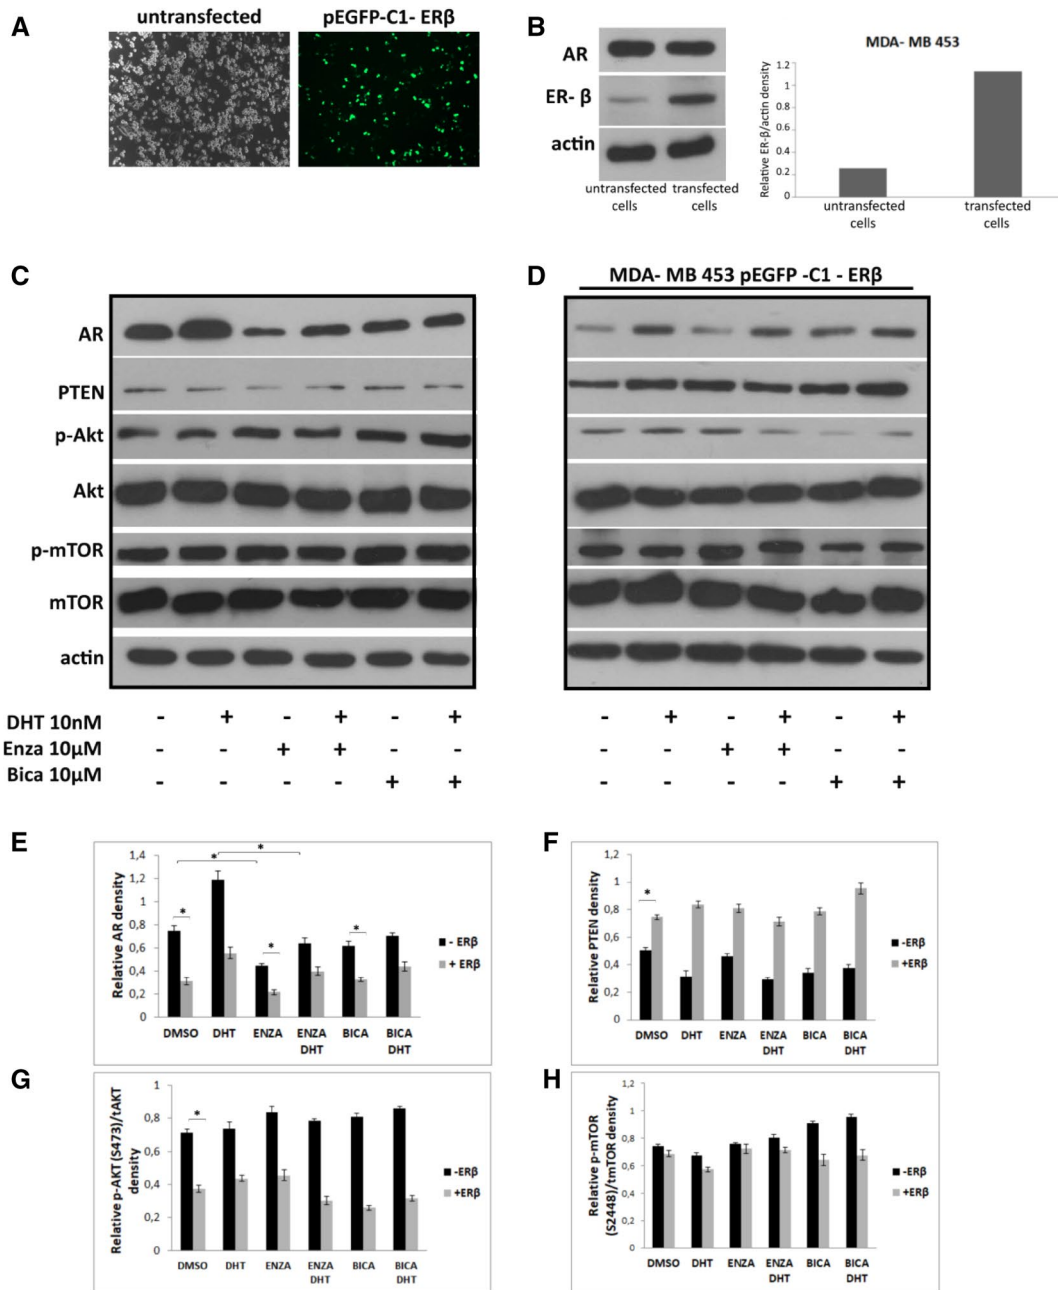 A
untransfected
pEGFP-C1- ERβ
B
AR
ER- β
actin
untransfected cells
transfected cells
MDA- MB 453
Relative ER-β/actin density
1.2
1
0.8
0.6
0.4
0.2
0
untransfected cells
transfected cells
C
AR
PTEN
p-Akt
Akt
p-mTOR
mTOR
actin
D
MDA- MB 453 pEGFP -C1 - ERβ
DHT 10nM - + - + - + - + - + - +
Enza 10µM - - + + - - - - + + - -
Bica 10µM - - - - + + - - - - + +
E
Relative AR density
1,4
1,2
1
0,8
0,6
0,4
0,2
0
* * * * *
DMSO DHT ENZA ENZA DHT BICA BICA DHT
- ERβ
+ ERβ
F
Relative PTEN density
1,2
1
0,8
0,6
0,4
0,2
0
*
DMSO DHT ENZA ENZA DHT BICA BICA DHT
-ERβ
+ERβ
G
Relative p-AKT (S473)/tAKT density
1
0,8
0,6
0,4
0,2
0
*
DMSO DHT ENZA ENZA DHT BICA BICA DHT
-ERβ
+ERβ
H
Relative p-mTOR (S2448)/tmTOR density
1,2
1
0,8
0,6
0,4
0,2
0
DMSO DHT ENZA ENZA DHT BICA BICA DHT
-ERβ
+ERβ